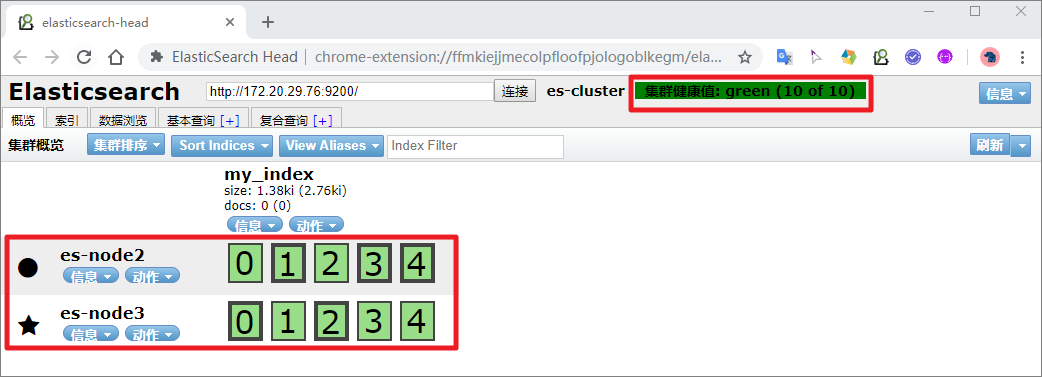 elasticsearch-head
ElasticSearch Head | chrome-extension://ffmkiejjmecolpfloofpjologoblkegm/ela...
Elasticsearch http://172.20.29.76:9200/ 连接 es-cluster 集群健康值: green (10 of 10) 信息
概览 索引 数据浏览 基本查询 [+] 复合查询 [+]
集群概览 集群排序 Sort Indices View Aliases Index Filter 刷新
my_index
size: 1.38ki (2.76ki)
docs: 0 (0)
信息 动作
es-node2 0 1 2 3 4
信息 动作
es-node3 0 1 2 3 4
信息 动作